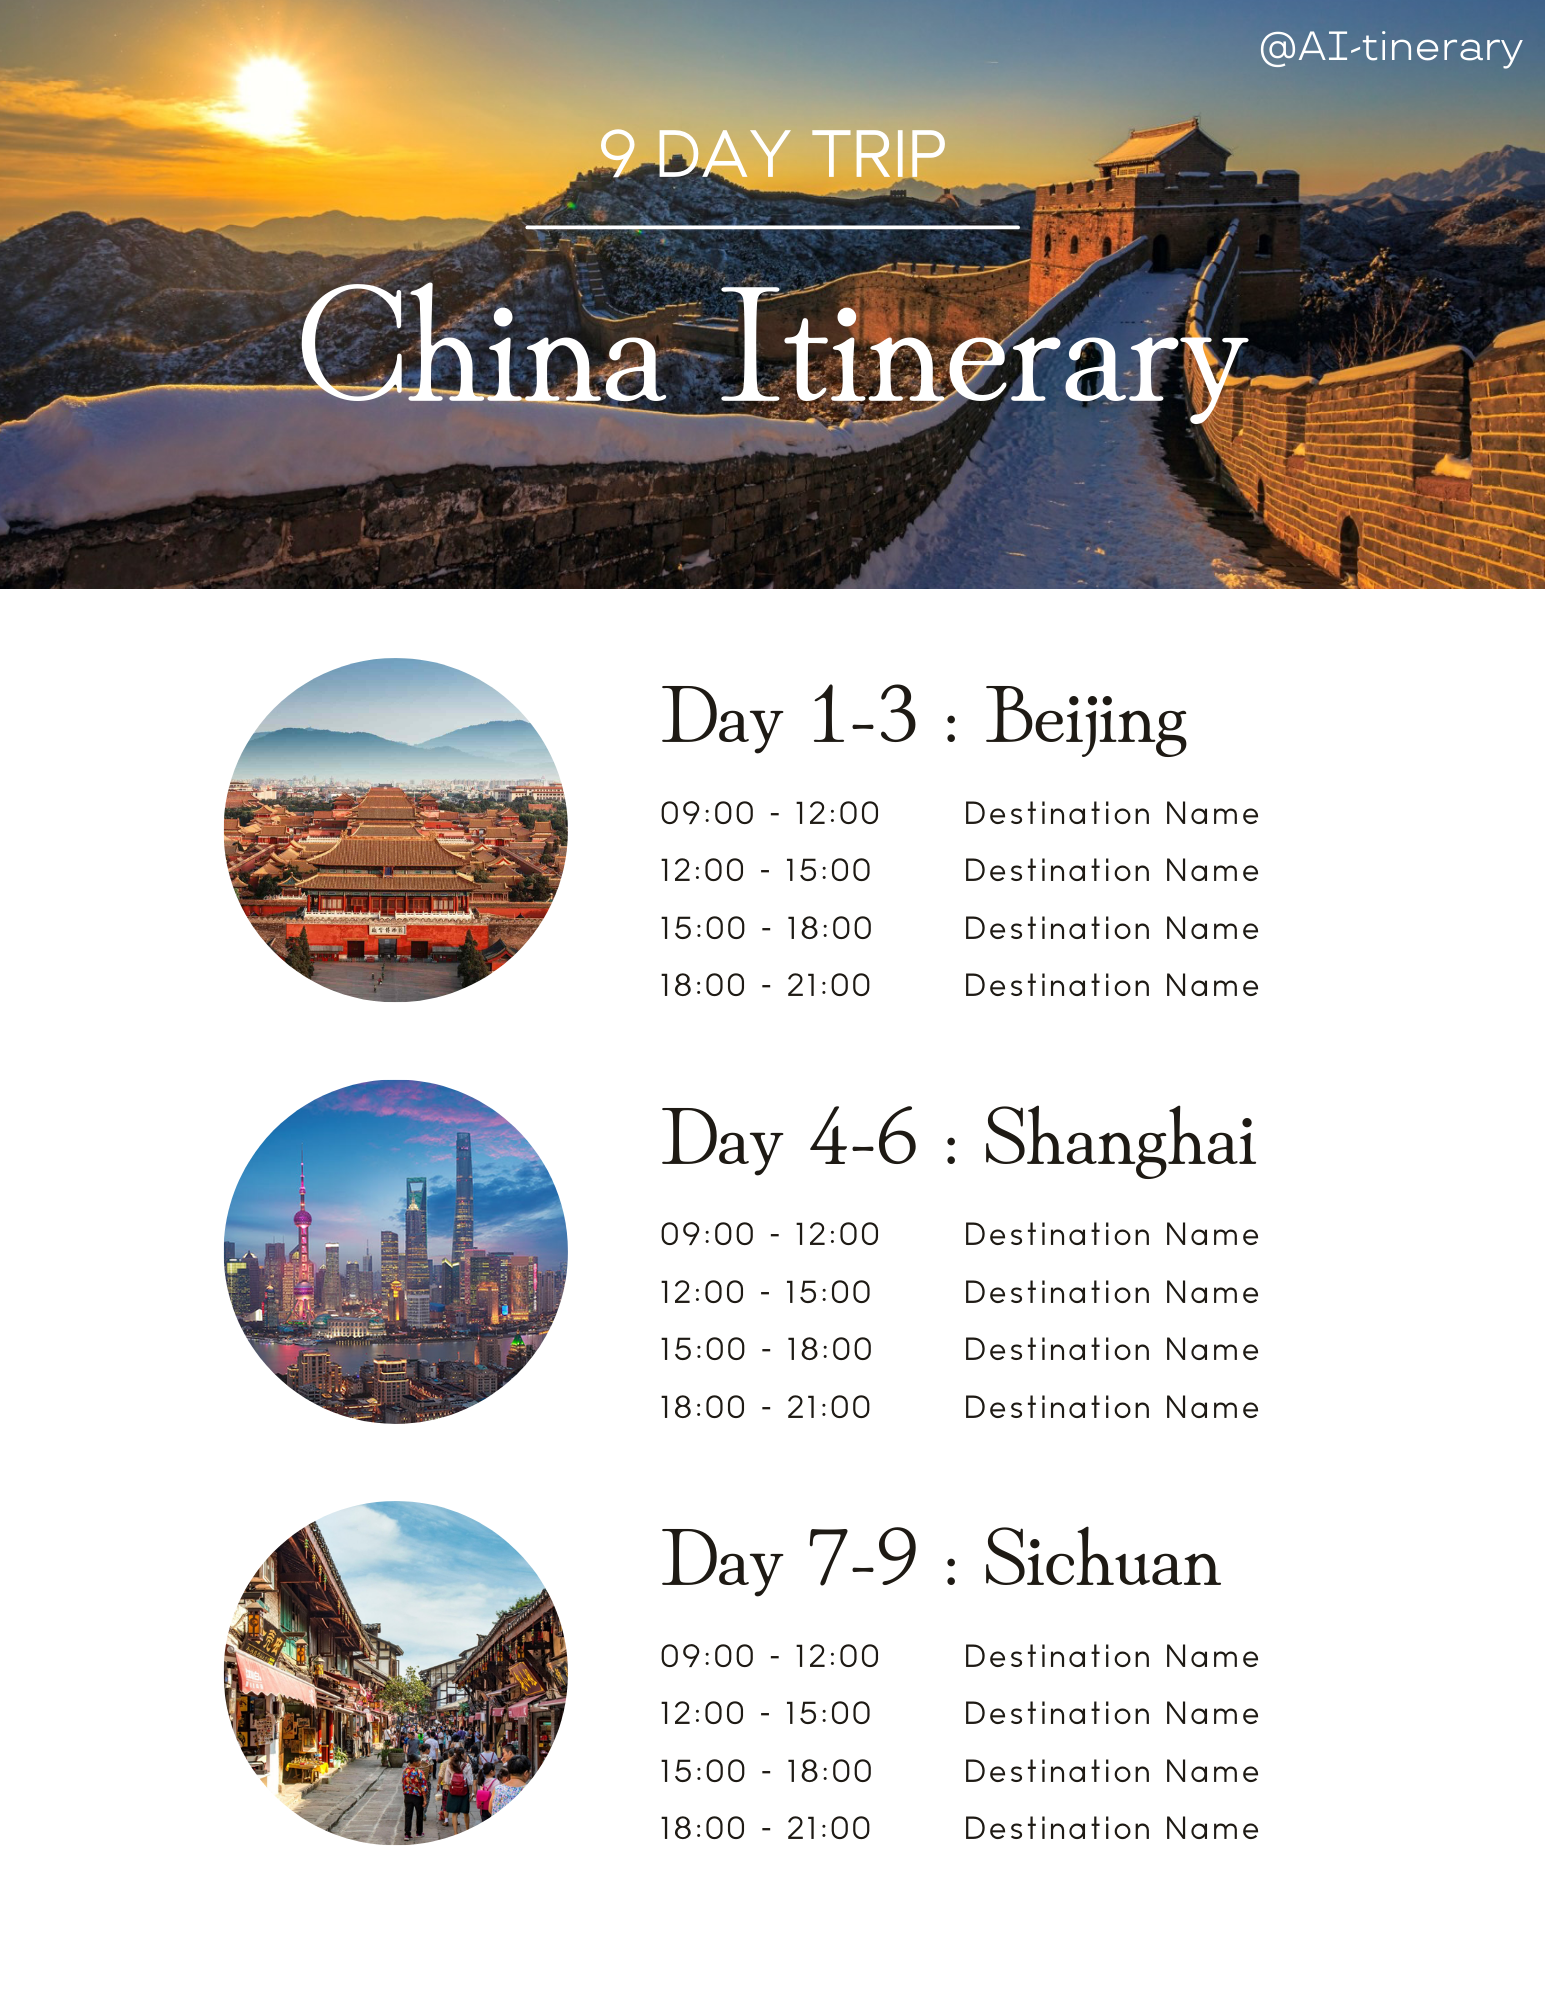 @AI-tinerary
9 DAY TRIP
China Itinerary
Day 1-3 : Beijing
09:00 - 12:00 Destination Name
12:00 - 15:00 Destination Name
15:00 - 18:00 Destination Name
18:00 - 21:00 Destination Name
Day 4-6 : Shanghai
09:00 - 12:00 Destination Name
12:00 - 15:00 Destination Name
15:00 - 18:00 Destination Name
18:00 - 21:00 Destination Name
Day 7-9 : Sichuan
09:00 - 12:00 Destination Name
12:00 - 15:00 Destination Name
15:00 - 18:00 Destination Name
18:00 - 21:00 Destination Name